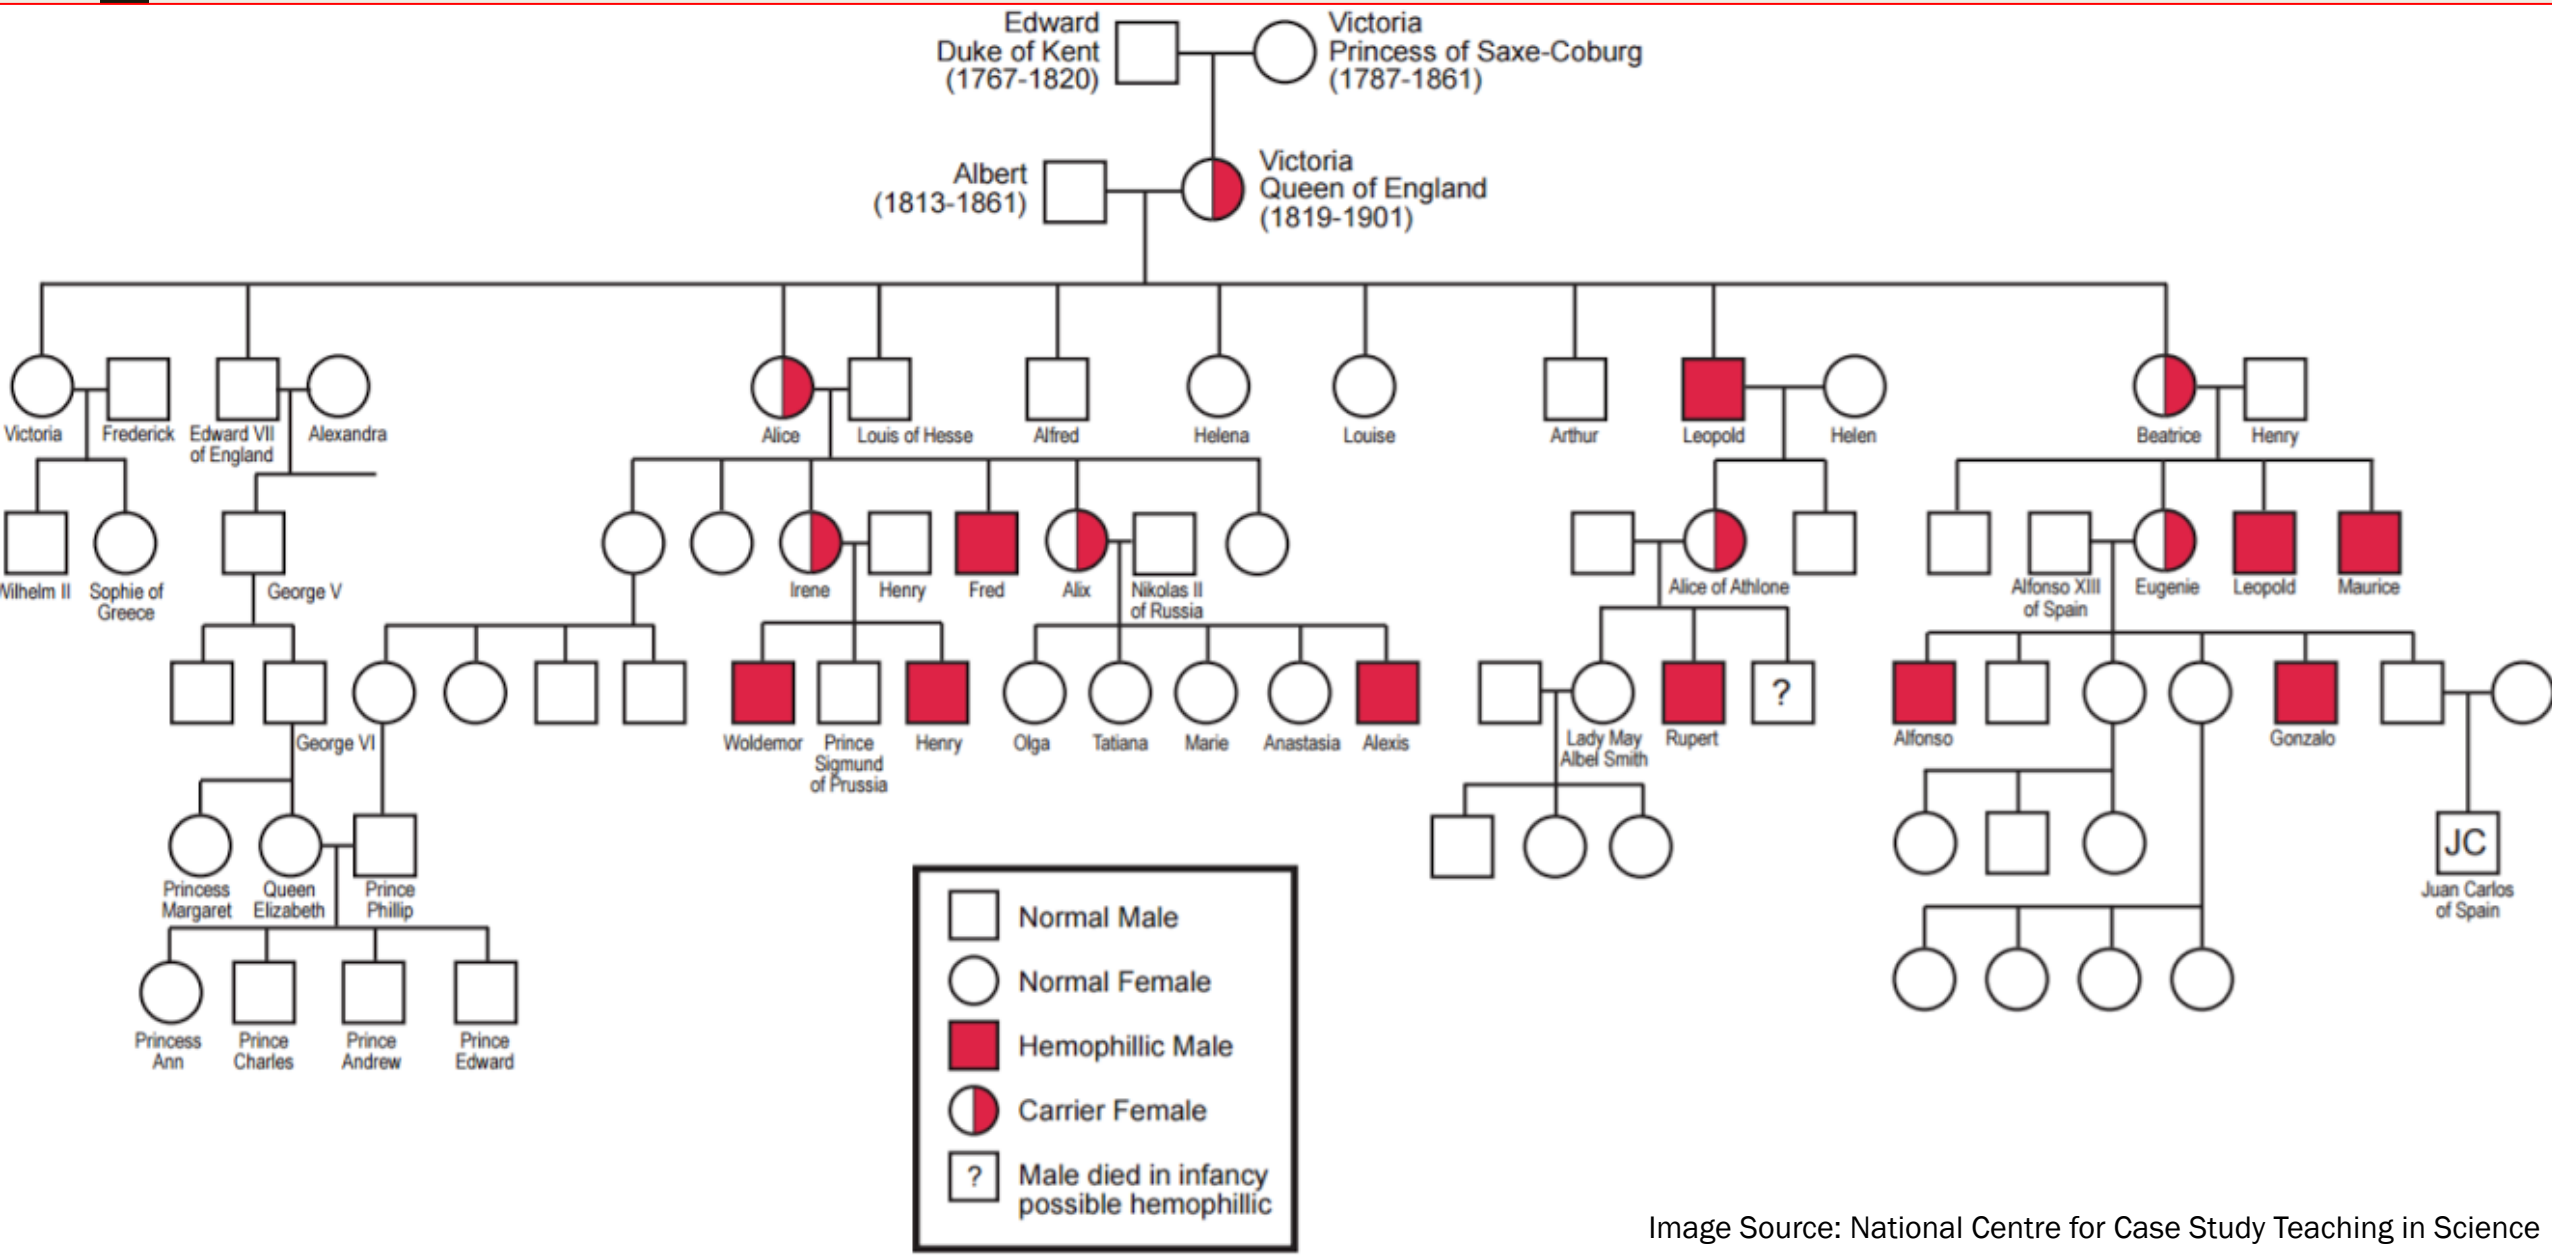 Edward
Duke of Kent
(1767-1820)
Victoria
Princess of Saxe-Coburg
(1787-1861)
Albert
(1813-1861)
Victoria
Queen of England
(1819-1901)
Victoria
Frederick
Edward VII
of England
Alexandra
Alice
Louis of Hesse
Alfred
Helena
Louise
Arthur
Leopold
Helen
Beatrice
Henry
Wilhelm II
Sophie of
Greece
George V
Irene
Henry
Fred
Alix
Nikolas II
of Russia
Alice of Athlone
Alfonso XIII
of Spain
Eugenie
Leopold
Maurice
George VI
Woldemor
Prince
Sigmund
of Prussia
Henry
Olga
Tatiana
Marie
Anastasia
Alexis
Lady May
Albel Smith
Rupert
?
Alfonso
Gonzalo
Princess
Margaret
Queen
Elizabeth
Prince
Phillip
JC
Juan Carlos
of Spain
Princess
Ann
Prince
Charles
Prince
Andrew
Prince
Edward
Normal Male
Normal Female
Hemophillic Male
Carrier Female
? Male died in infancy
possible hemophillic
Image Source: National Centre for Case Study Teaching in Science